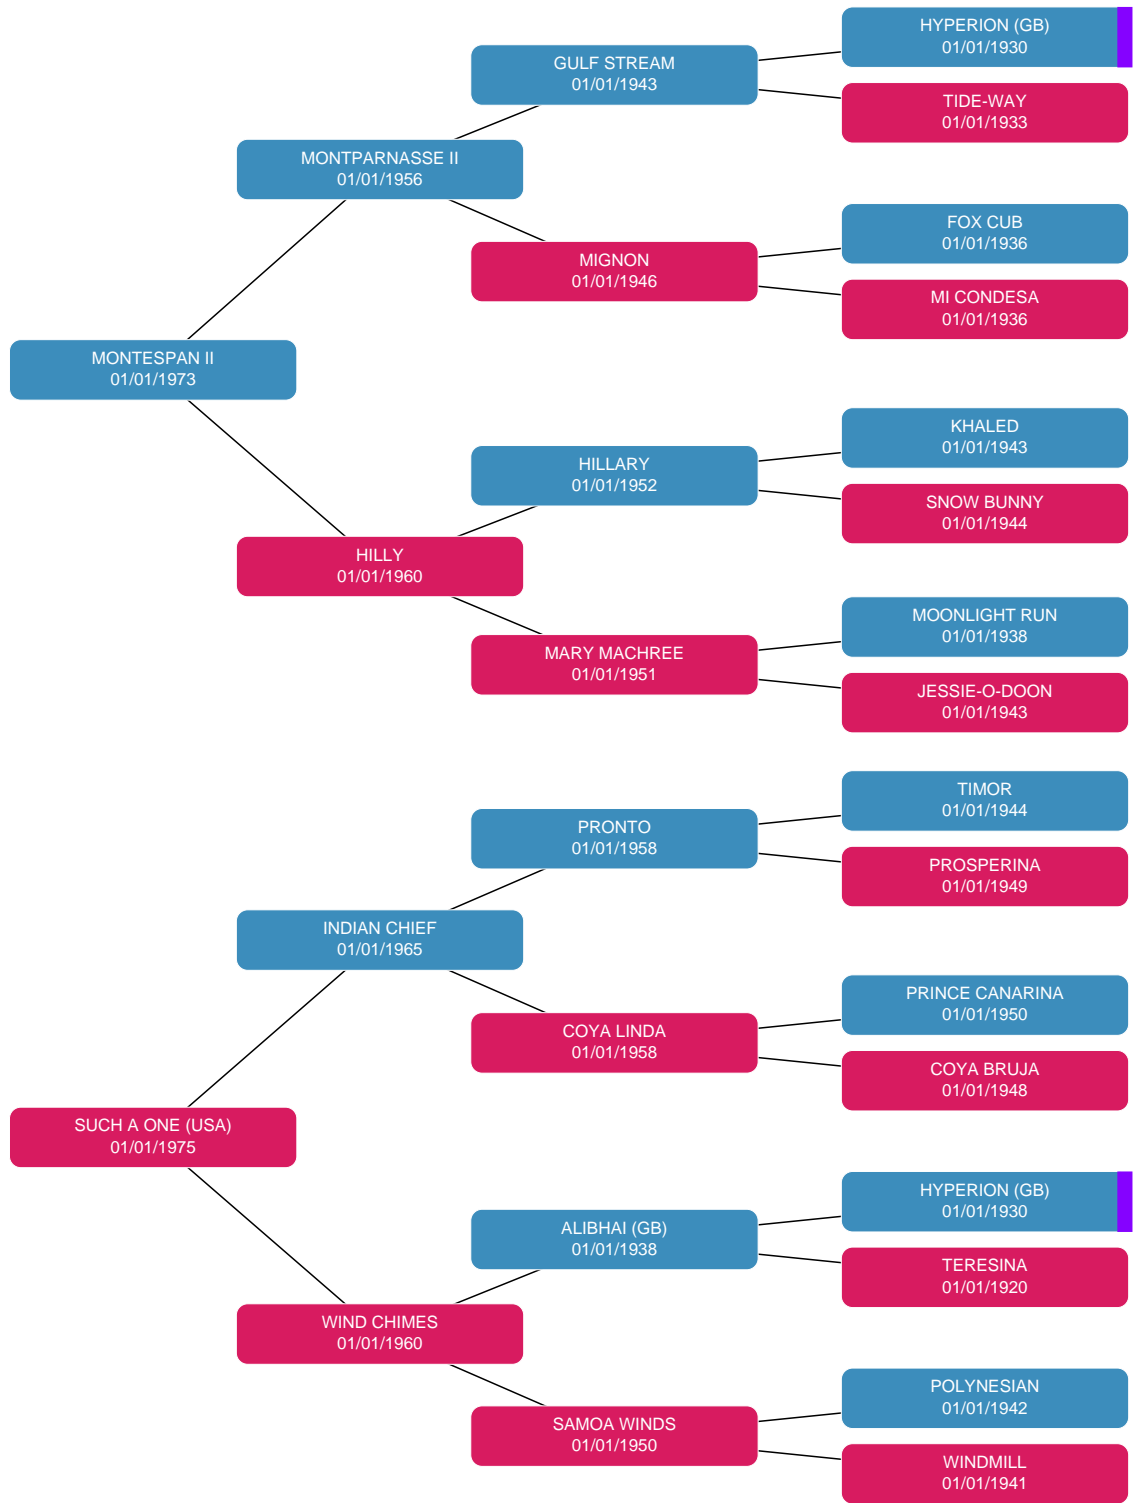 HYPERION (GB)
01/01/1930
GULF STREAM
01/01/1943
TIDE-WAY
01/01/1933
MONTPARNASSE II
01/01/1956
FOX CUB
01/01/1936
MIGNON
01/01/1946
MI CONDESA
01/01/1936
MONTESPAN II
01/01/1973
KHALED
01/01/1943
HILLARY
01/01/1952
SNOW BUNNY
01/01/1944
HILLY
01/01/1960
MOONLIGHT RUN
01/01/1938
MARY MACHREE
01/01/1951
JESSIE-O-DOON
01/01/1943
TIMOR
01/01/1944
PRONTO
01/01/1958
PROSPERINA
01/01/1949
INDIAN CHIEF
01/01/1965
PRINCE CANARINA
01/01/1950
COYA LINDA
01/01/1958
COYA BRUJA
01/01/1948
SUCH A ONE (USA)
01/01/1975
HYPERION (GB)
01/01/1930
ALIBHAI (GB)
01/01/1938
TERESINA
01/01/1920
WIND CHIMES
01/01/1960
POLYNESIAN
01/01/1942
SAMOA WINDS
01/01/1950
WINDMILL
01/01/1941